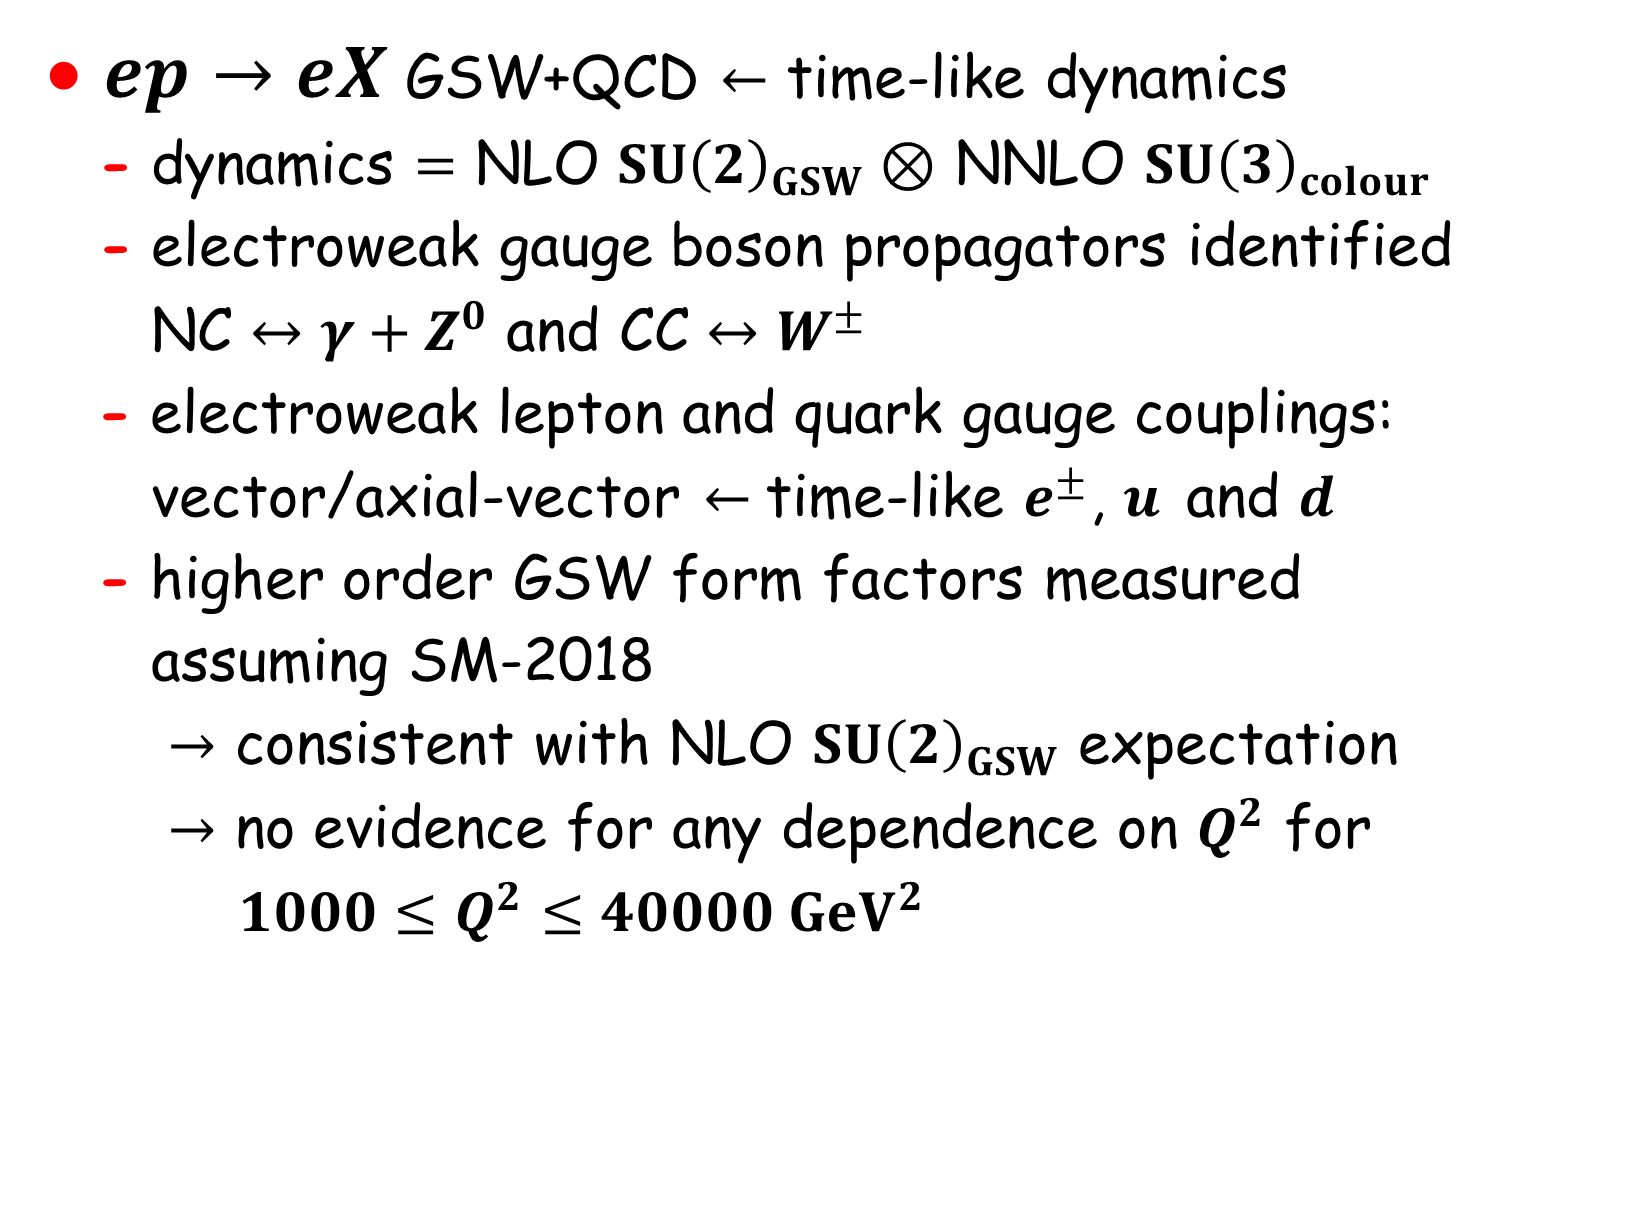 • ep → eX GSW+QCD ← time-like dynamics
- dynamics = NLO SU(2)_GSW ⊗ NNLO SU(3)_colour
- electroweak gauge boson propagators identified
NC ↔ γ + Z⁰ and CC ↔ W^±
- electroweak lepton and quark gauge couplings:
vector/axial-vector ← time-like e^±, u and d
- higher order GSW form factors measured
assuming SM-2018
→ consistent with NLO SU(2)_GSW expectation
→ no evidence for any dependence on Q² for
1000 ≤ Q² ≤ 40000 GeV²